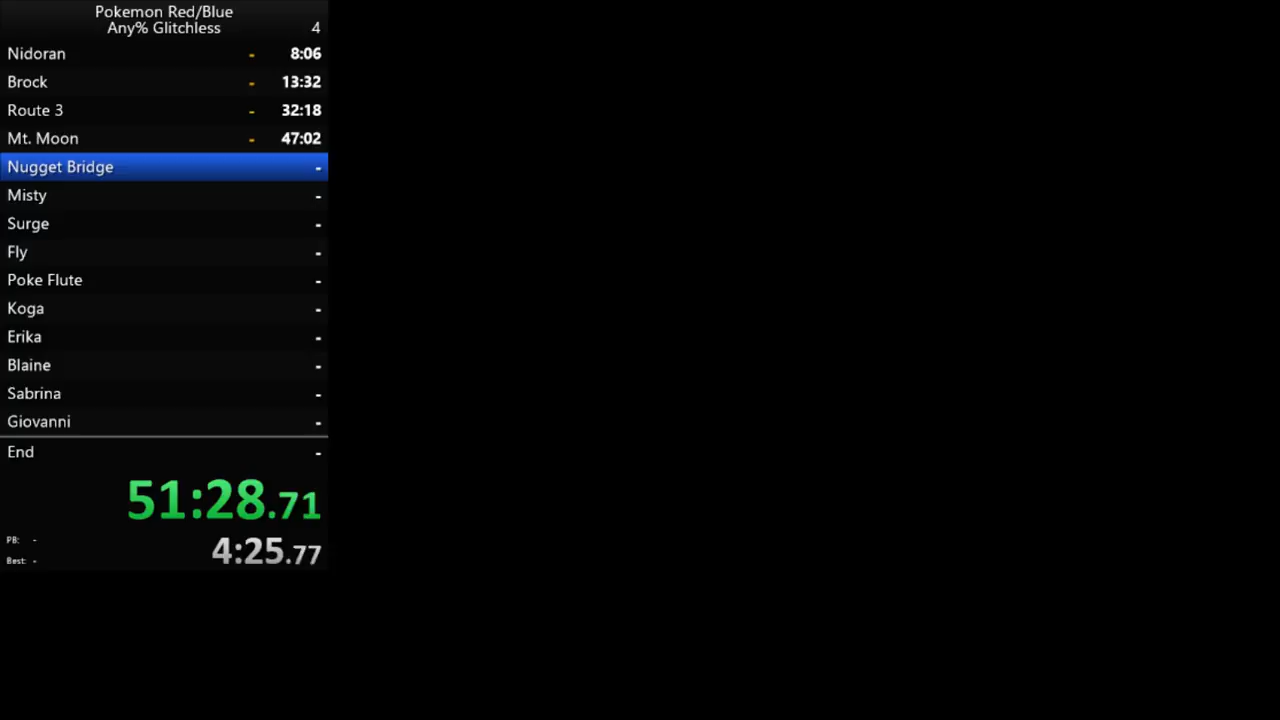 Pokemon Red/Blue
Any% Glitchless 4
Nidoran - 8:06
Brock - 13:32
Route 3 - 32:18
Mt. Moon - 47:02
Nugget Bridge -
Misty -
Surge -
Fly -
Poke Flute -
Koga -
Erika -
Blaine -
Sabrina -
Giovanni -
End -
51:28.71
PB: -
4:25.77
Best: -